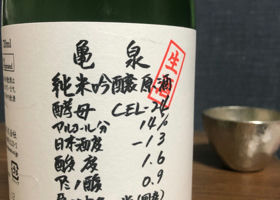 亀泉
生酒
純米吟醸原酒
酵母 CEL-24
アルコール分 14%
日本酒度 -13
酸度 1.6
アミノ酸 0.9